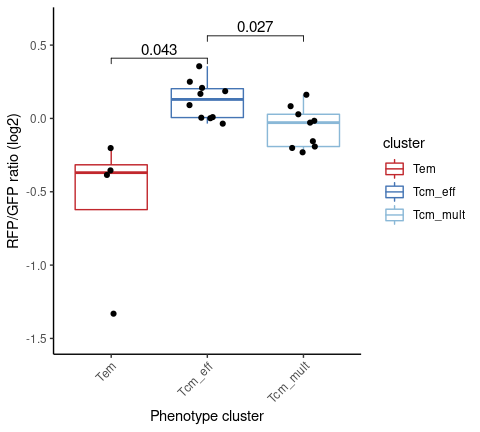 0.027
0.043
0.5
0.0
-0.5
-1.0
-1.5
RFP/GFP ratio (log2)
Tem
Tcm_eff
Tcm_mult
Phenotype cluster
cluster
Tem
Tcm_eff
Tcm_mult